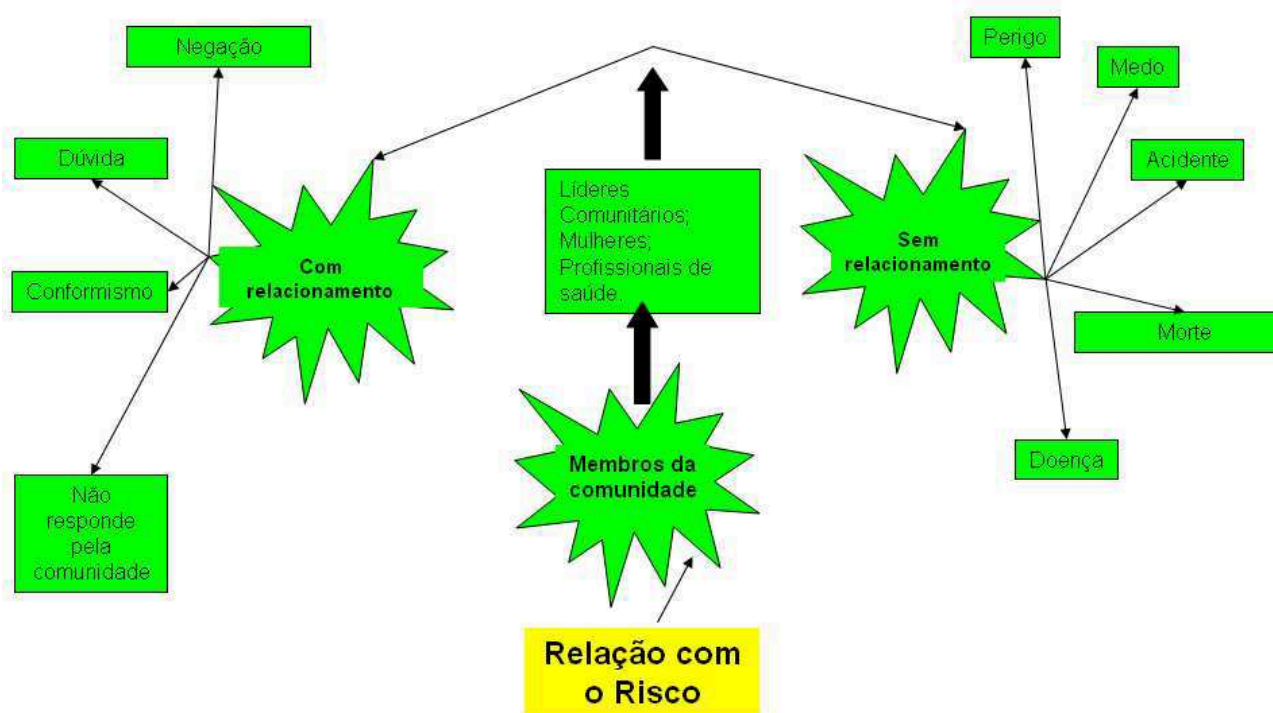 Negação
Dúvida
Conformismo
Não
responde
pela
comunidade
Com
relacionamento
Líderes
Comunitários;
Mulheres;
Profissionais de
saúde.
Membros da
comunidade
Relação com
o Risco
Sem
relacionamento
Perigo
Medo
Acidente
Morte
Doença